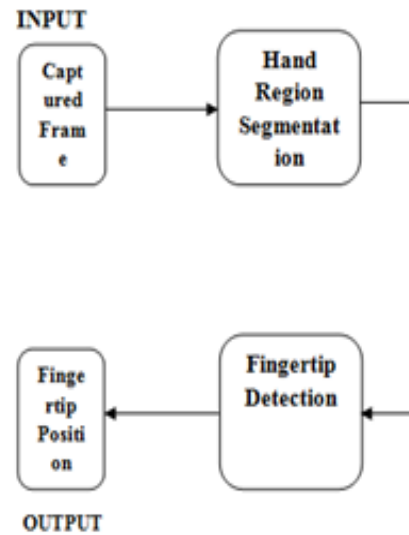 INPUT
Capt
ured
Fram
e
Hand
Region
Segmentat
ion
Finge
rtip
Positi
on
Fingertip
Detection
OUTPUT